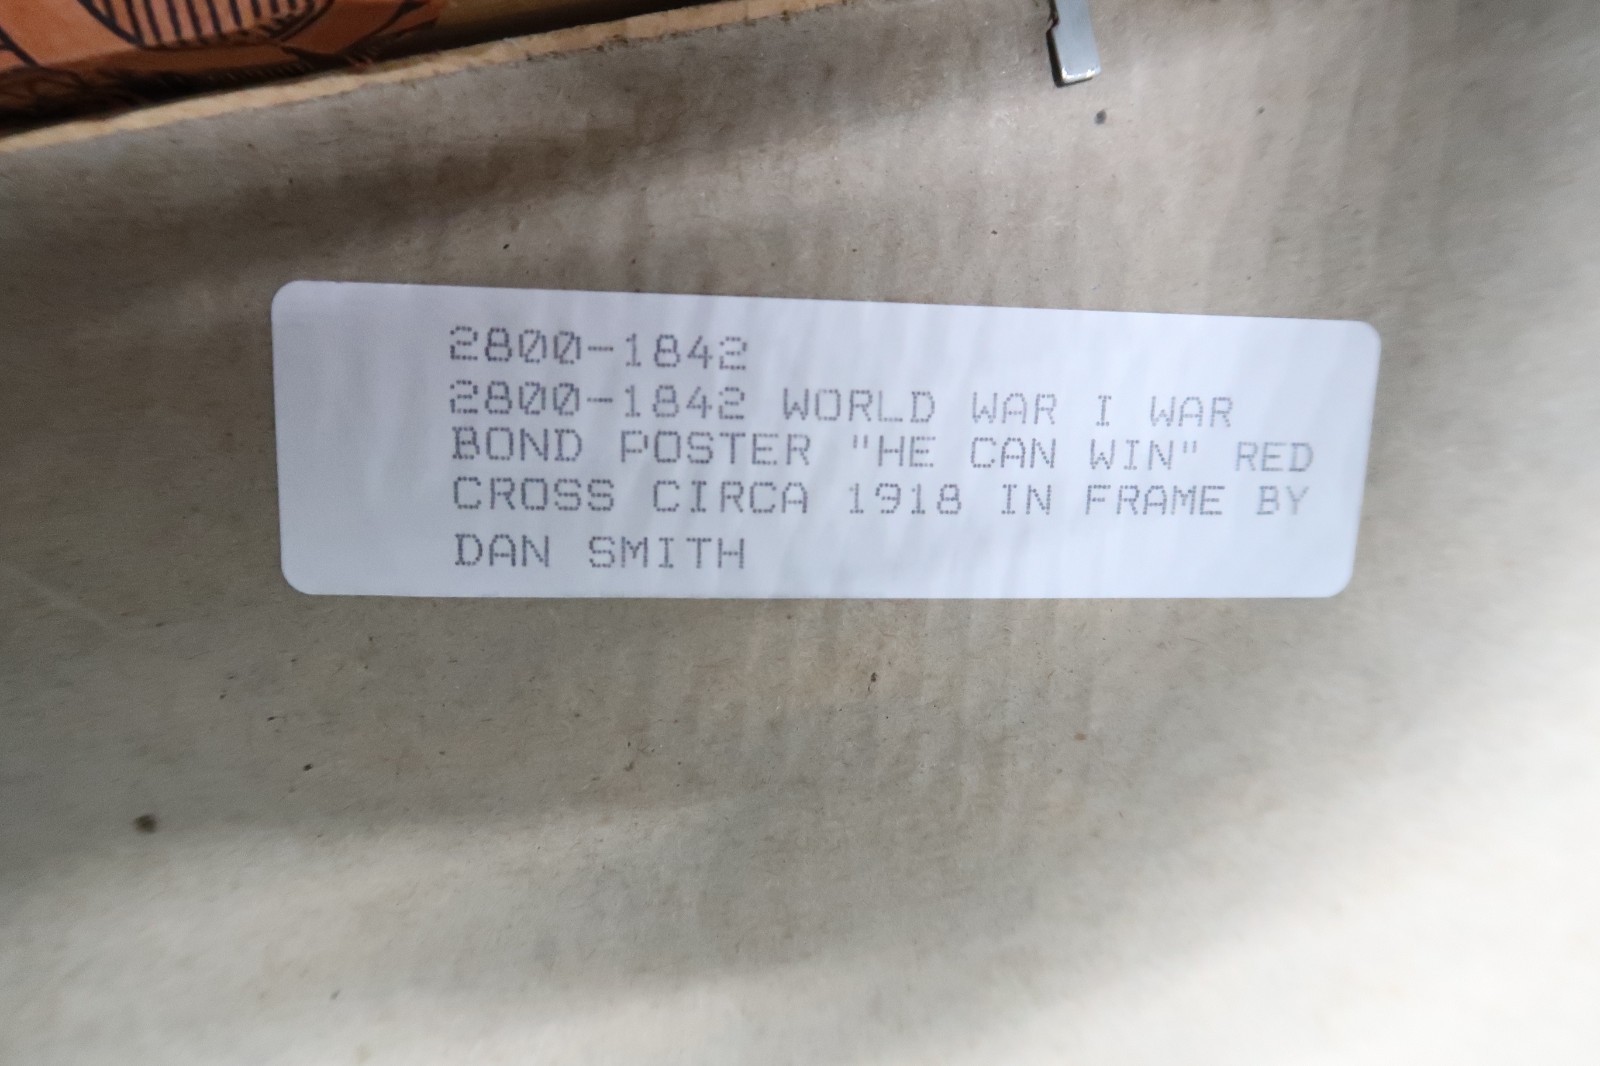 2800-1842
2800-1842 WORLD WAR I WAR
BOND POSTER "HE CAN WIN" RED
CROSS CIRCA 1918 IN FRAME BY
DAN SMITH